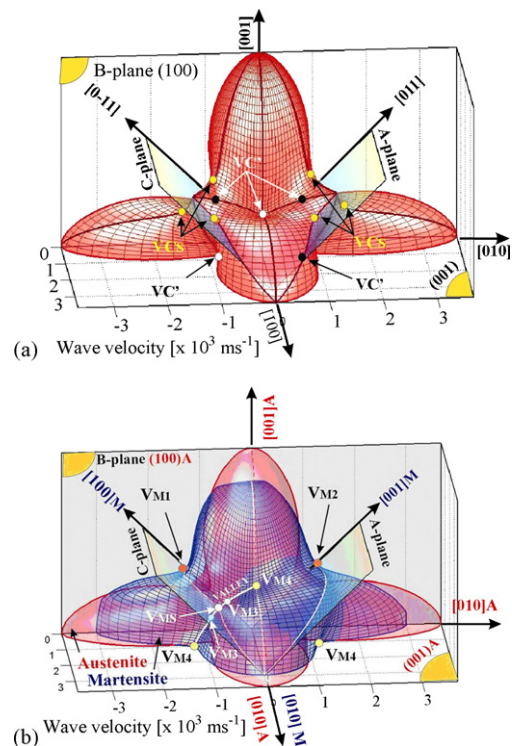 [001]
B-plane (100)
[0-11]
[011]
C-plane
A-plane
VC'
VCS
VCS
0
1
2
3
VC'
VC'
[010]
(001)
[001]
-3
-2
-1
0
1
2
3
(a) Wave velocity [x 10³ ms⁻¹]
[001]A
B-plane (100)A
[100]M
[001]M
VM1
VM2
C-plane
A-plane
VALLEY
VM4
VMS
VM3
[010]A
0
1
2
3
Austenite
Martensite
VM4
VM3
VM4
(001)A
[010]A
[010]M
-3
-2
-1
0
1
2
3
(b) Wave velocity [x 10³ ms⁻¹]